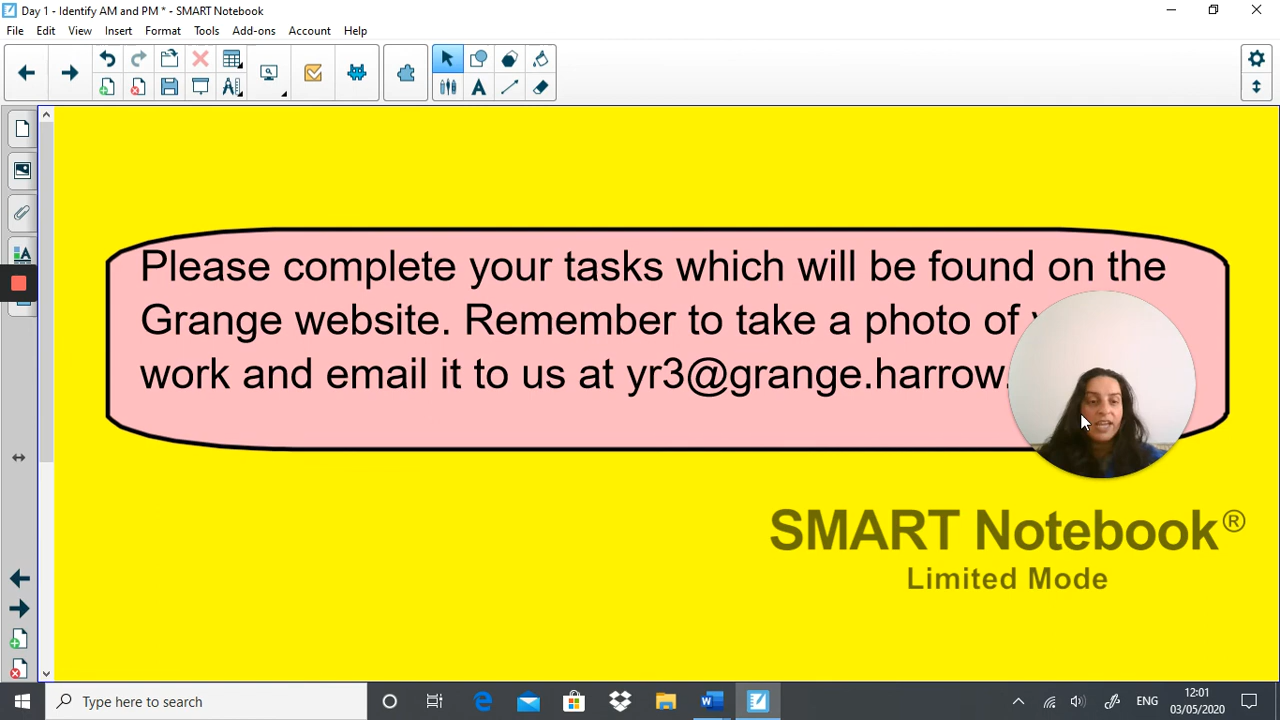 Day 1 - Identify AM and PM * - SMART Notebook
File Edit View Insert Format Tools Add-ons Account Help
Please complete your tasks which will be found on the
Grange website. Remember to take a photo of
work and email it to us at yr3@grange.harrow.
SMART Notebook®
Limited Mode
Type here to search
ENG
12:01
03/05/2020